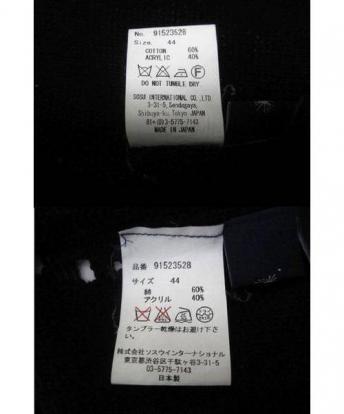 No. 91523528
Size. 44
COTTON 60%
ACRYLIC 40%
F
DO NOT TUMBLE DRY
SOSU INTERNATIONAL CO.,LTD
3-31-5, Sendagaya,
Shibuya-ku, Tokyo JAPAN
81+(0)3-5775-7143
MADE IN JAPAN
品番 91523528
サイズ 44
綿 60%
アクリル 40%
タンブラー乾燥はお避け下さ
い。
株式会社ソスウインターナショナル
東京都渋谷区千駄ヶ谷3-31-5
03-5775-7143
日本製